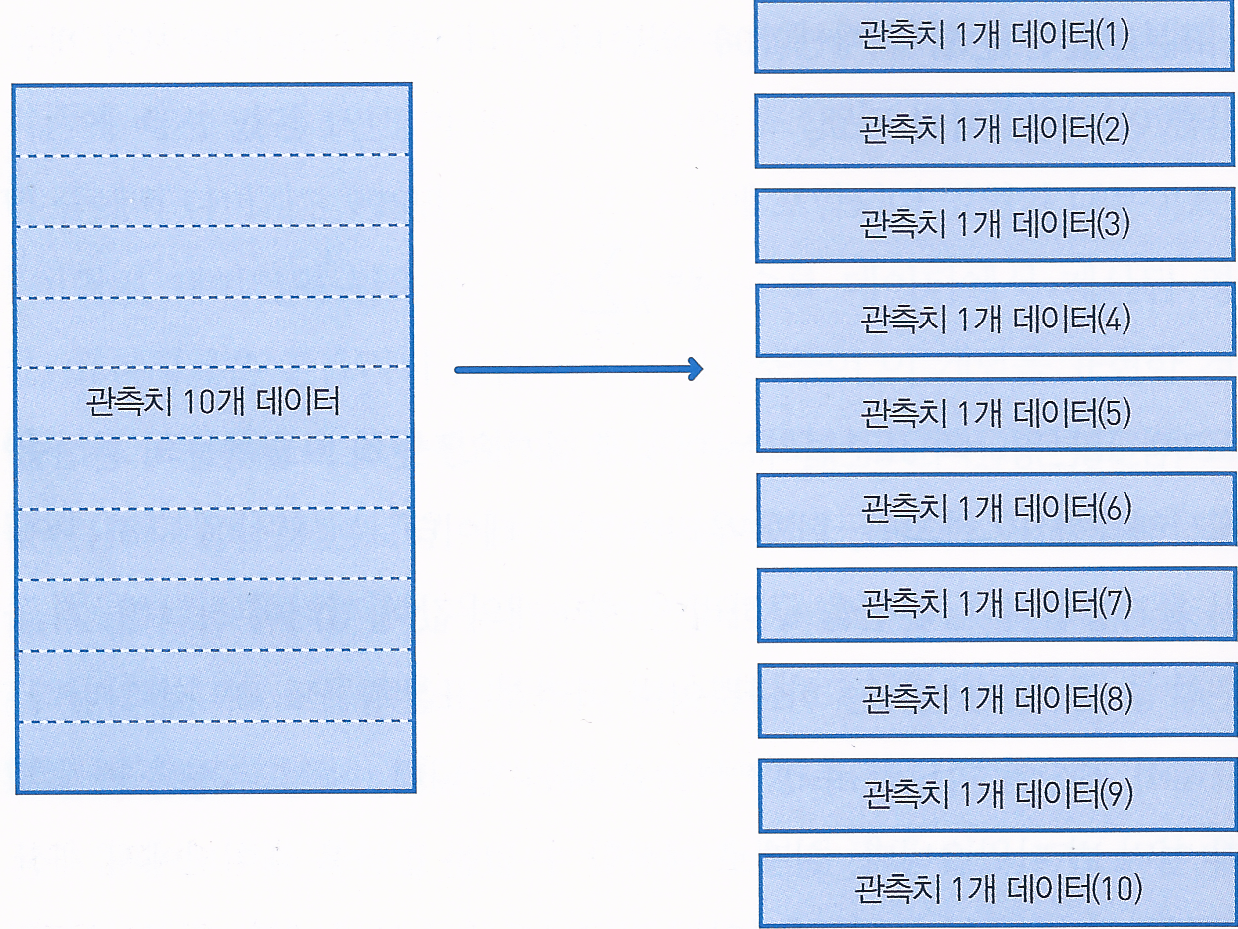 관측치 10개 데이터
관측치 1개 데이터(1)
관측치 1개 데이터(2)
관측치 1개 데이터(3)
관측치 1개 데이터(4)
관측치 1개 데이터(5)
관측치 1개 데이터(6)
관측치 1개 데이터(7)
관측치 1개 데이터(8)
관측치 1개 데이터(9)
관측치 1개 데이터(10)